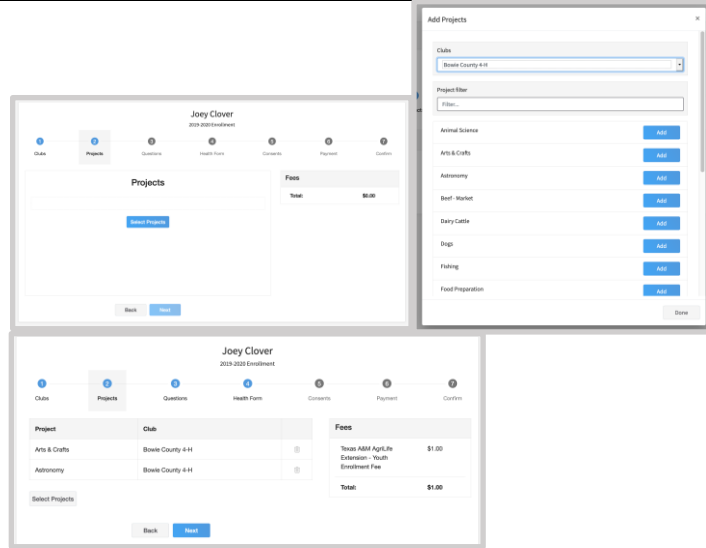 Add Projects ×
Clubs
Bowie County 4-H
Project filter
Filter...
Animal Science Add
Arts & Crafts Add
Astronomy Add
Beef - Market Add
Dairy Cattle Add
Dogs Add
Fishing Add
Food Preparation Add
Done
Joey Clover
2019-2020 Enrollment
1 2 3 4 5 6 7
Clubs Projects Questions Health Form Consents Payment Confirm
Projects
Select Projects
Fees
Total: $0.00
Back Next
Joey Clover
2019-2020 Enrollment
1 2 3 4 5 6 7
Clubs Projects Questions Health Form Consents Payment Confirm
Project Club
Arts & Crafts Bowie County 4-H
Astronomy Bowie County 4-H
Select Projects
Fees
Texas A&M AgriLife $1.00
Extension - Youth
Enrollment Fee
Total: $1.00
Back Next